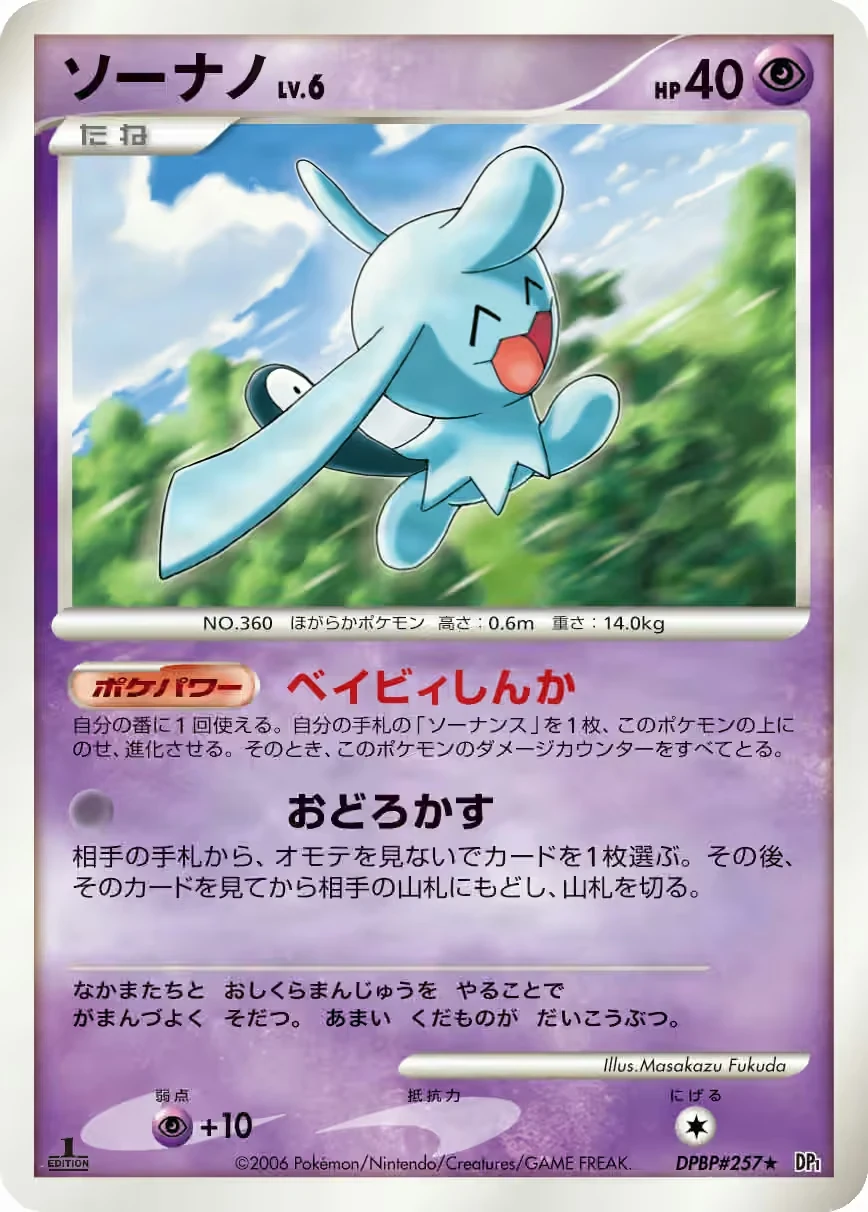 ソーナノ LV.6 HP 40
たね
NO.360 ほがらかポケモン 高さ：0.6m 重さ：14.0kg
ポケパワー ベイビィしんか
自分の番に1回使える。自分の手札の「ソーナンス」を1枚、このポケモンの上に
のせ、進化させる。そのとき、このポケモンのダメージカウンターをすべてとる。
おどろかす
相手の手札から、オモテを見ないでカードを1枚選ぶ。その後、
そのカードを見てから相手の山札にもどし、山札を切る。
なかまたちと おしくらまんじゅうを やることで
がまんづよく そだつ。 あまい くだものが だいこうぶつ。
Illus.Masakazu Fukuda
弱点 抵抗力 にげる
+10
1 EDITION ©2006 Pokémon/Nintendo/Creatures/GAME FREAK. DPBP#257★ DP1